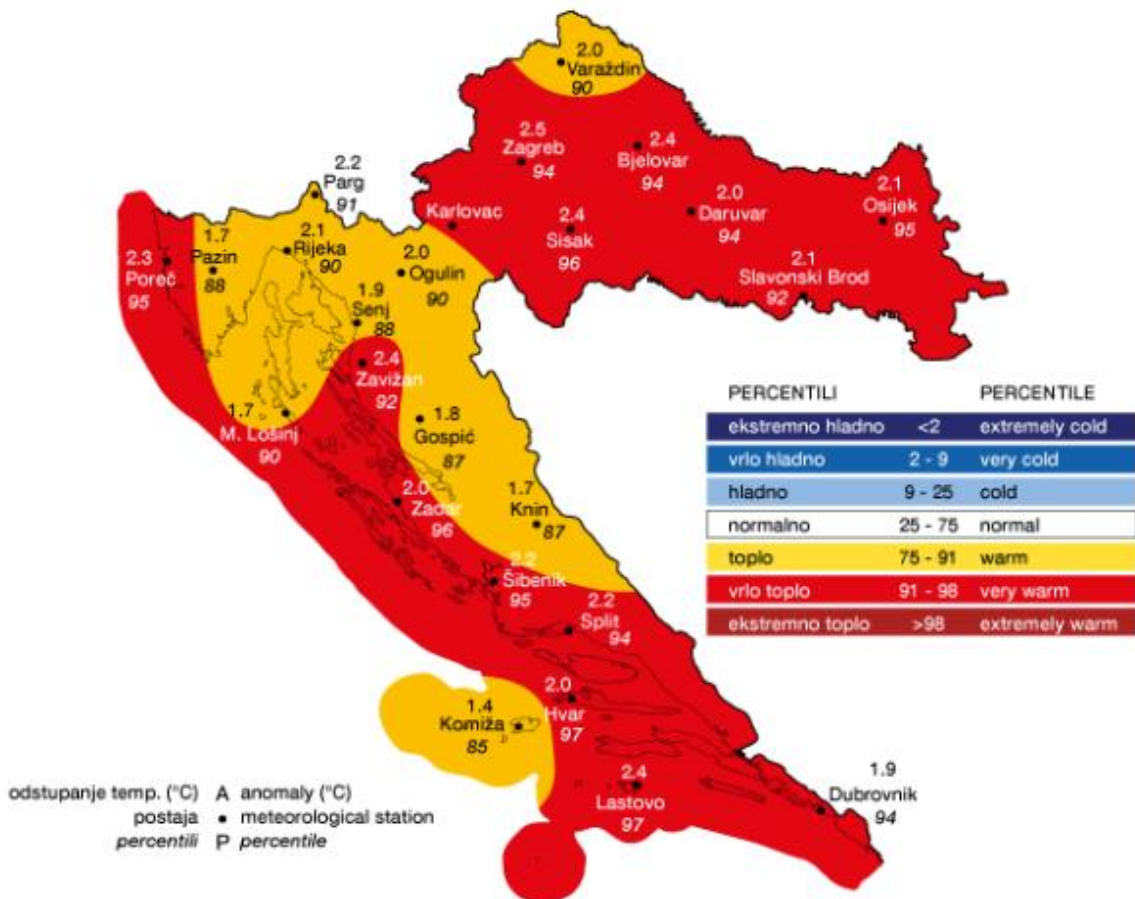 2.0
Varaždin
90
2.5
Zagreb
94
2.4
Bjelovar
94
2.2
Parg
91
Karlovac
2.4
Sisak
96
2.0
Daruvar
94
2.1
Osijek
95
2.3
Poreč
95
1.7
Pazin
88
2.1
Rijeka
90
2.0
Ogulin
90
2.1
Slavonski Brod
92
1.9
Senj
88
2.4
Zavižan
92
1.7
M. Lošinj
90
1.8
Gospić
87
2.0
Zadar
96
1.7
Knin
87
2.2
Šibenik
95
2.2
Split
94
1.4
Komiža
85
2.0
Hvar
97
2.4
Lastovo
97
1.9
Dubrovnik
94
PERCENTILI PERCENTILE
ekstremno hladno <2 extremely cold
vrlo hladno 2 - 9 very cold
hladno 9 - 25 cold
normalno 25 - 75 normal
toplo 75 - 91 warm
vrlo toplo 91 - 98 very warm
ekstremno toplo >98 extremely warm
odstupanje temp. (°C) A anomaly (°C)
postaja • meteorological station
percentili P percentile